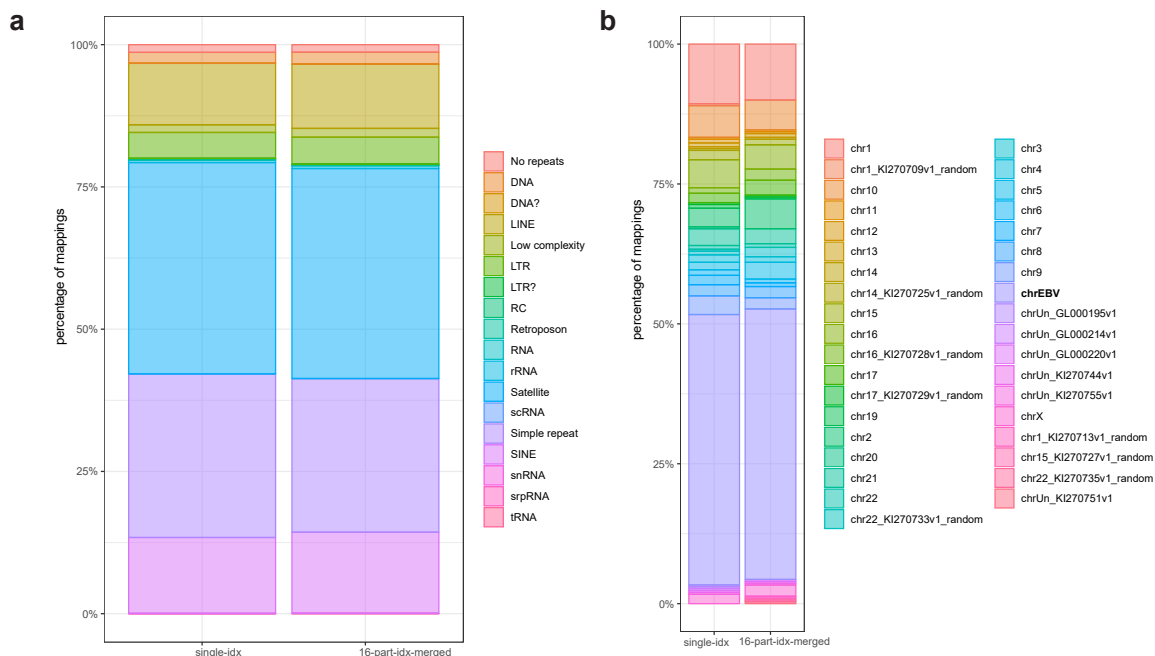 a
percentage of mappings
100%
75%
50%
25%
0%
single-idx
16-part-idx-merged
No repeats
DNA
DNA?
LINE
Low complexity
LTR
LTR?
RC
Retroposon
RNA
rRNA
Satellite
scRNA
Simple repeat
SINE
snRNA
srpRNA
tRNA
b
percentage of mappings
100%
75%
50%
25%
0%
single-idx
16-part-idx-merged
chr1
chr1_KI270709v1_random
chr10
chr11
chr12
chr13
chr14
chr14_KI270725v1_random
chr15
chr16
chr16_KI270728v1_random
chr17
chr17_KI270729v1_random
chr19
chr2
chr20
chr21
chr22
chr22_KI270733v1_random
chr3
chr4
chr5
chr6
chr7
chr8
chr9
chrEBV
chrUn_GL000195v1
chrUn_GL000214v1
chrUn_GL000220v1
chrUn_KI270744v1
chrUn_KI270755v1
chrX
chr1_KI270713v1_random
chr15_KI270727v1_random
chr22_KI270735v1_random
chrUn_KI270751v1